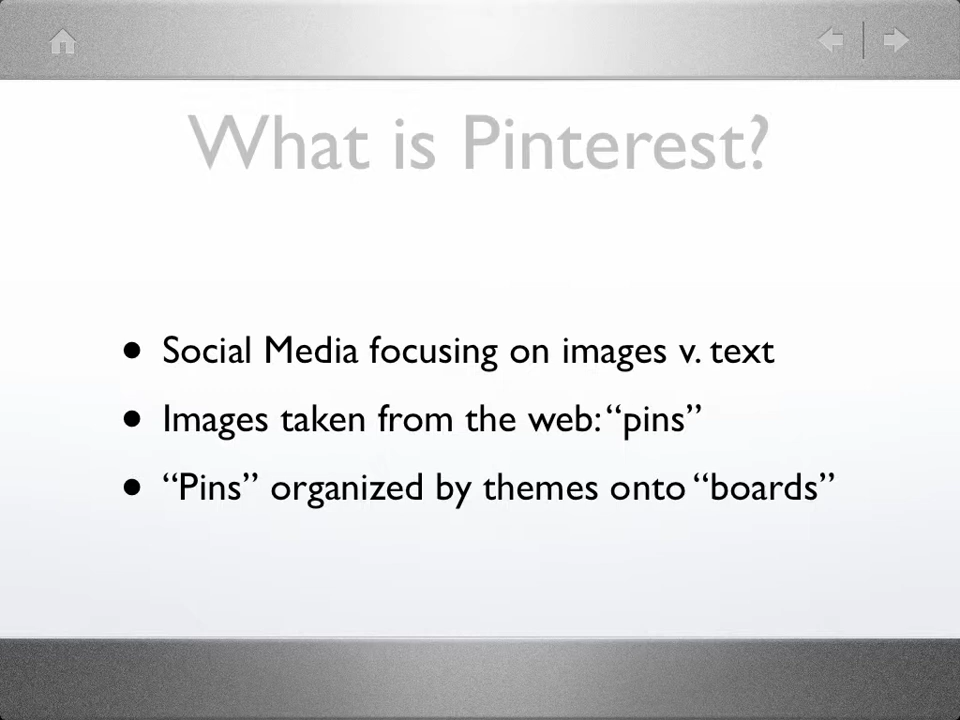 What is Pinterest?
• Social Media focusing on images v. text
• Images taken from the web: “pins”
• “Pins” organized by themes onto “boards”